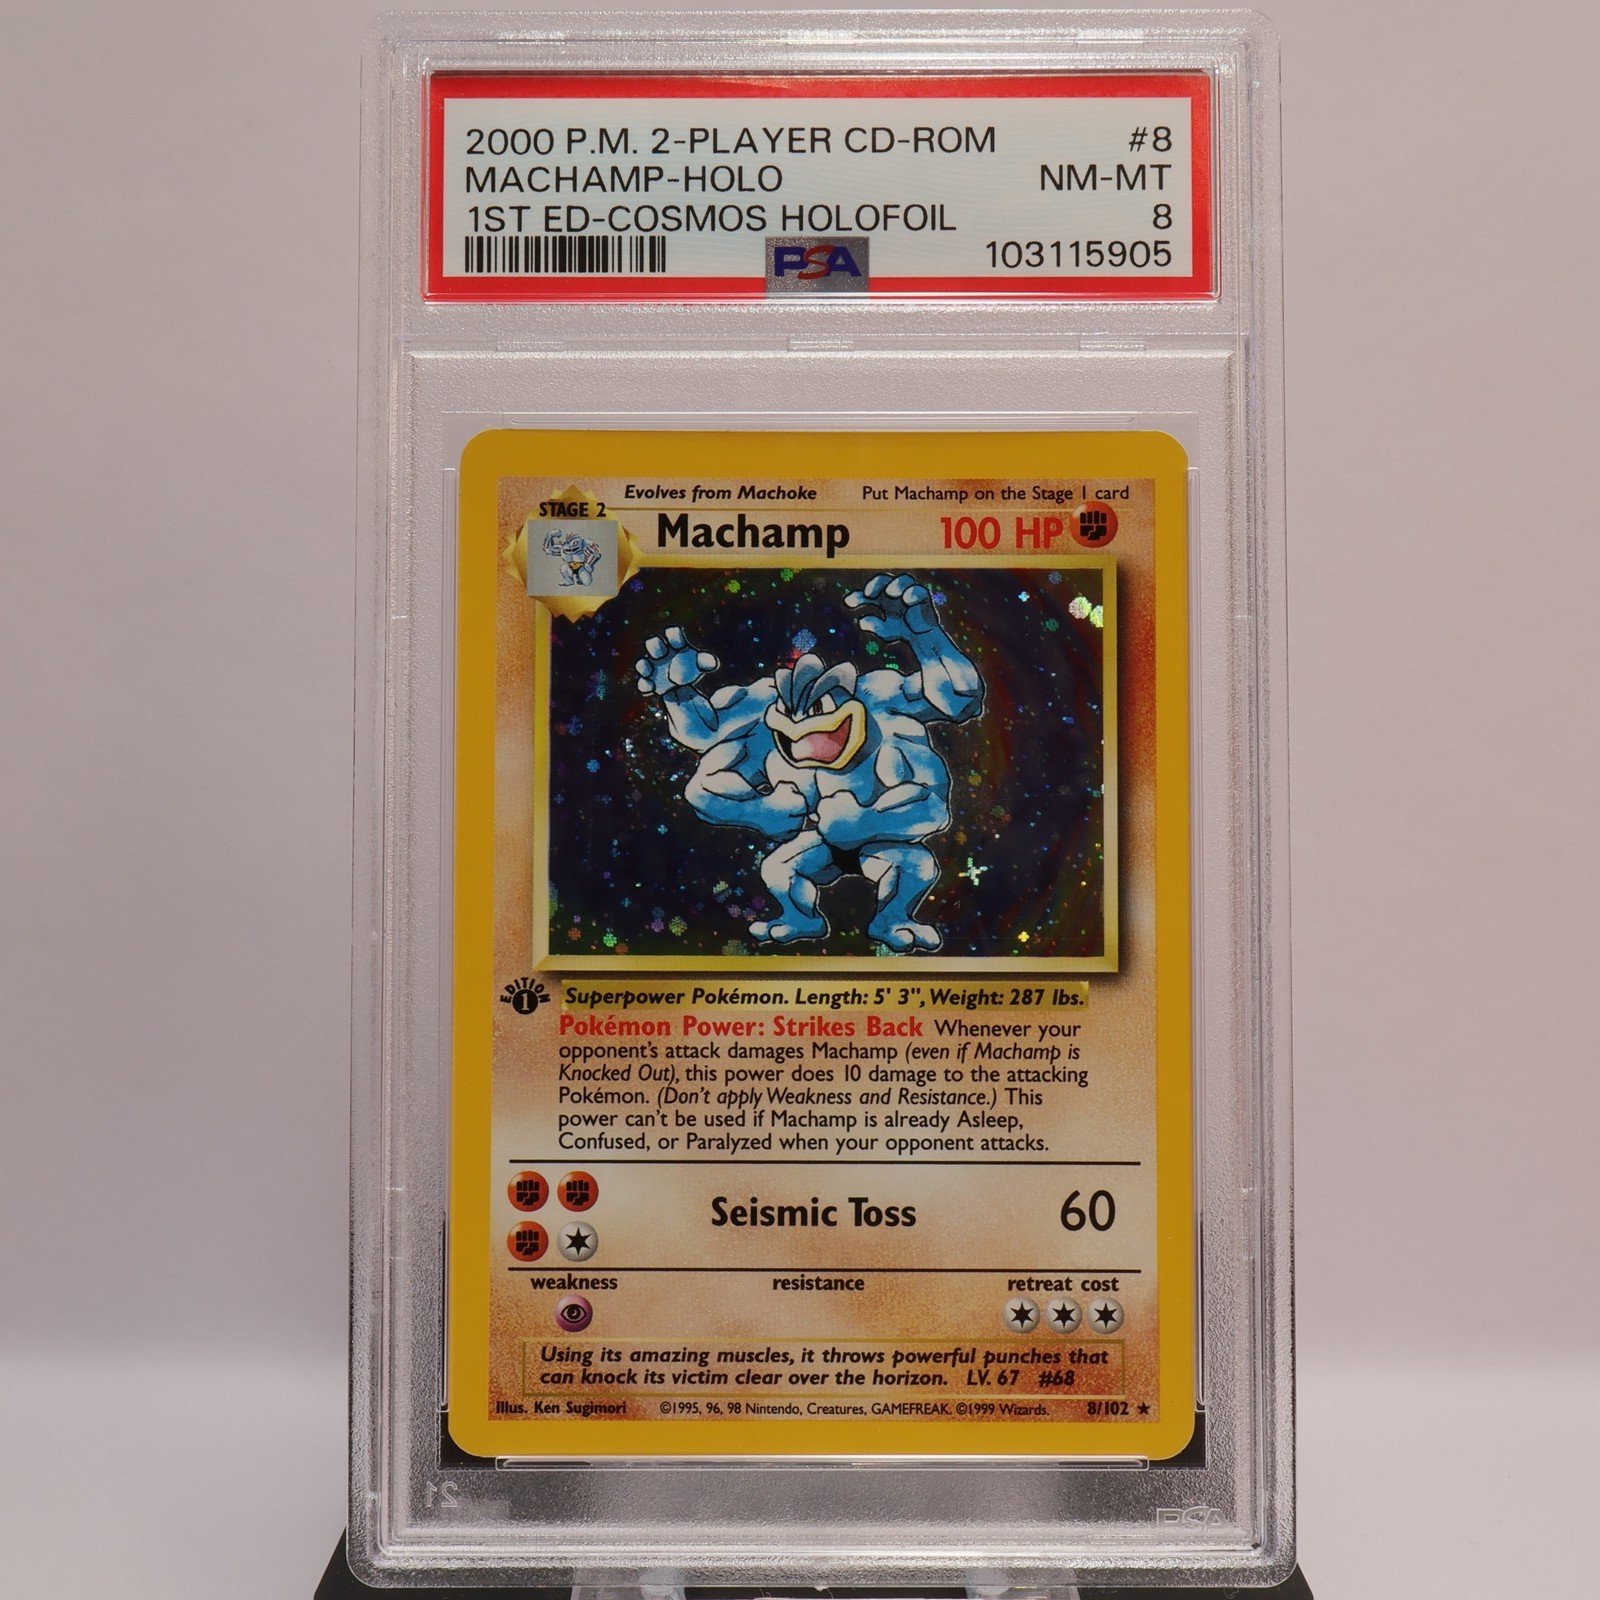 2000 P.M. 2-PLAYER CD-ROM #8
MACHAMP-HOLO NM-MT
1ST ED-COSMOS HOLOFOIL 8
PSA 103115905
Evolves from Machoke Put Machamp on the Stage 1 card
STAGE 2
Machamp 100 HP
EDITION 1
Superpower Pokémon. Length: 5' 3", Weight: 287 lbs.
Pokémon Power: Strikes Back Whenever your
opponent's attack damages Machamp (even if Machamp is
Knocked Out), this power does 10 damage to the attacking
Pokémon. (Don't apply Weakness and Resistance.) This
power can't be used if Machamp is already Asleep,
Confused, or Paralyzed when your opponent attacks.
Seismic Toss 60
weakness resistance retreat cost
Using its amazing muscles, it throws powerful punches that
can knock its victim clear over the horizon. LV. 67 #68
Illus. Ken Sugimori ©1995, 96, 98 Nintendo, Creatures, GAMEFREAK. ©1999 Wizards. 8/102 ★
21 PSA